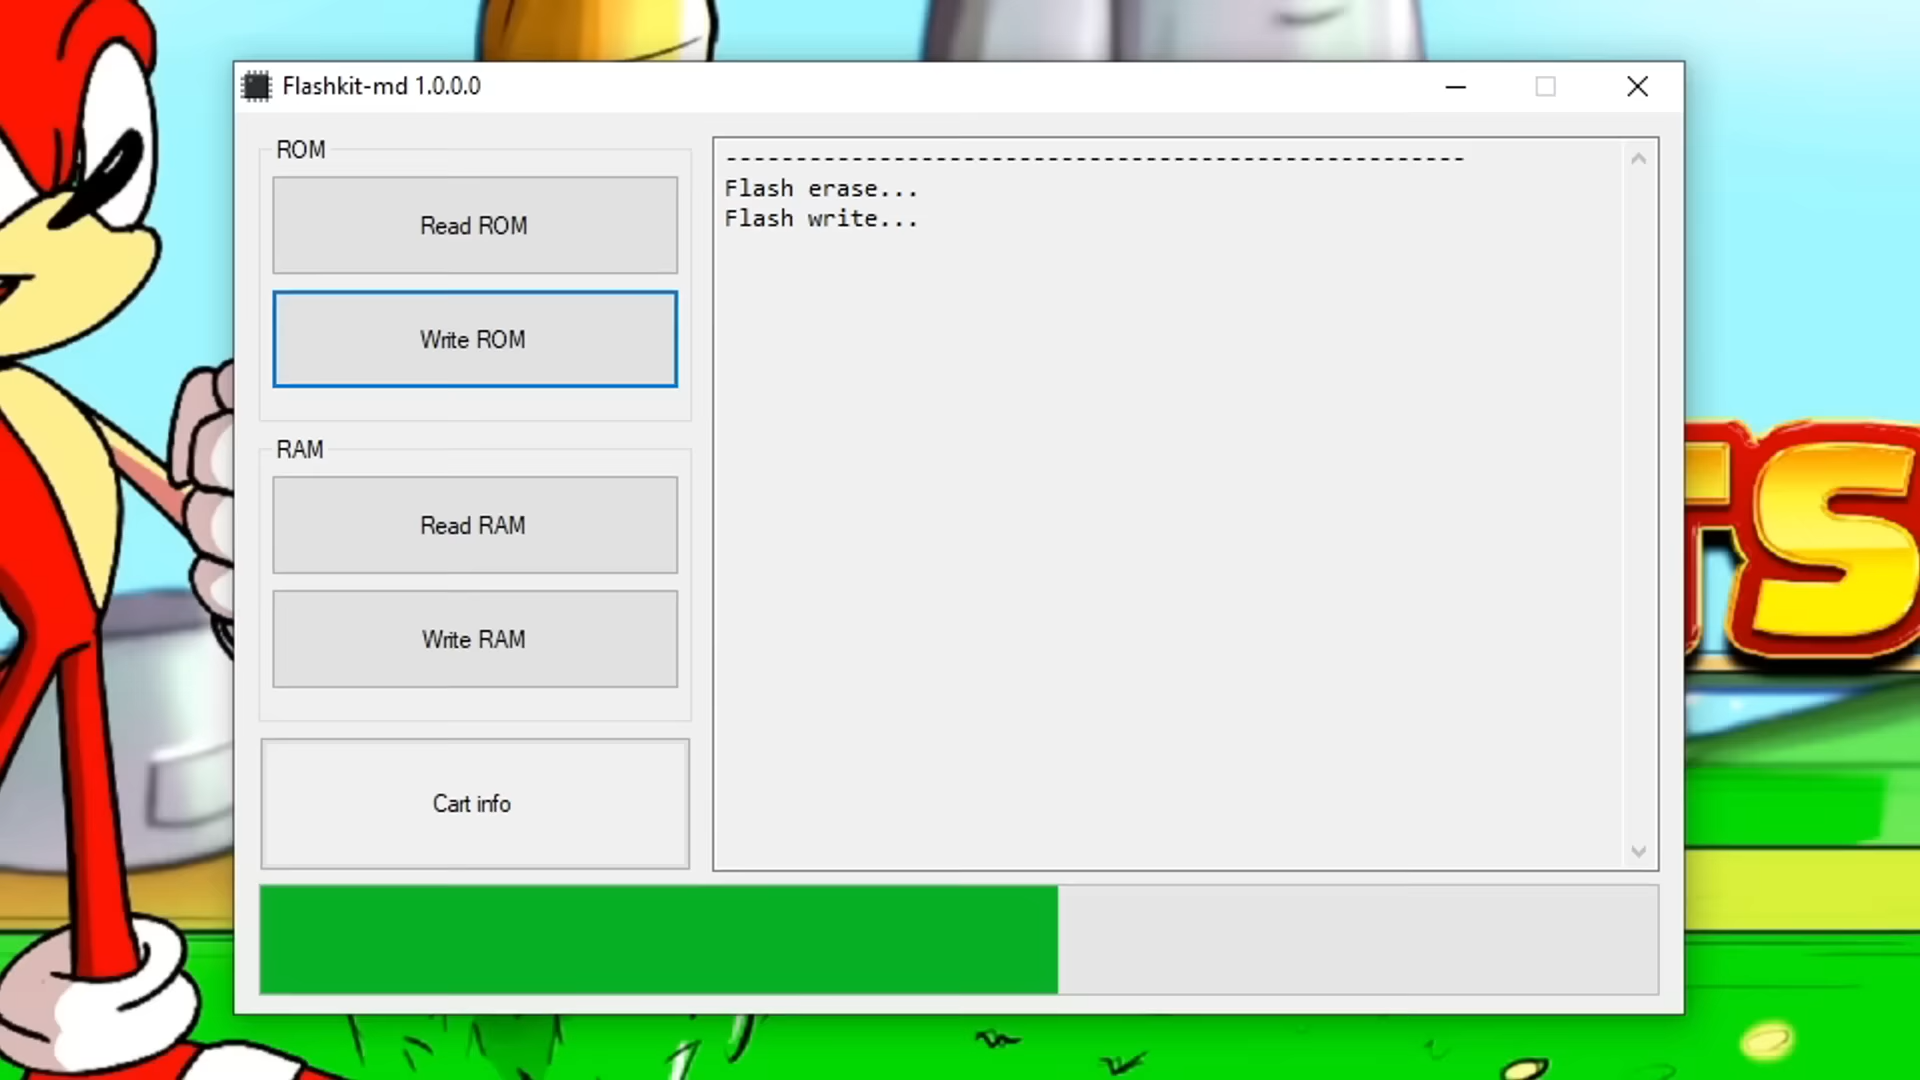 Flashkit-md 1.0.0.0
ROM
Read ROM
Write ROM
RAM
Read RAM
Write RAM
Cart info
-----------------------------------------------------
Flash erase...
Flash write...
TS